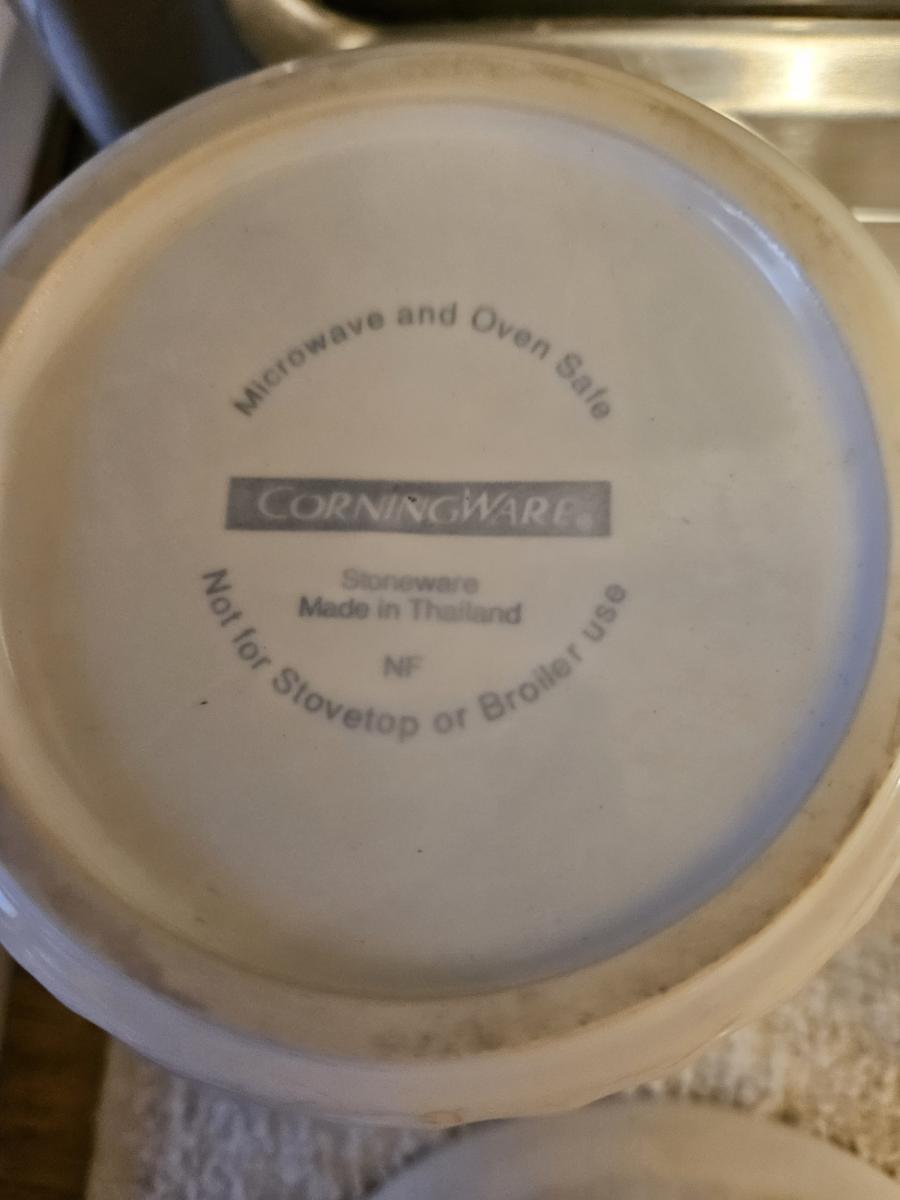 Microwave and Oven Safe
CORNINGWARE®
Stoneware
Made in Thailand
NF
Not for Stovetop or Broiler use